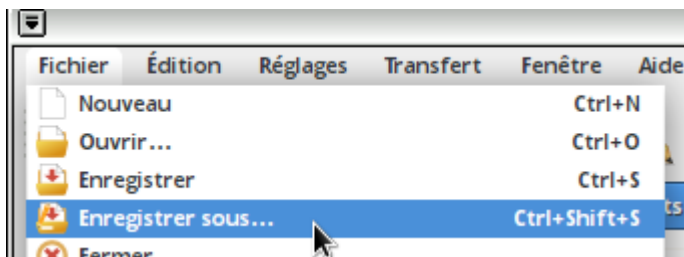 Fichier Édition Réglages Transfert Fenêtre Aide
Nouveau Ctrl+N
Ouvrir... Ctrl+O
Enregistrer Ctrl+S
Enregistrer sous... Ctrl+Shift+S
Fermer